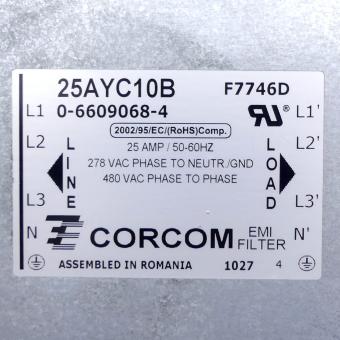 25AYC10B F7746D
L1 0-6609068-4 L1'
2002/95/EC/(RoHS)Comp.
L2 25 AMP / 50-60HZ L2'
278 VAC PHASE TO NEUTR./GND
480 VAC PHASE TO PHASE
LINE LOAD
L3 L3'
N CORCOM EMI FILTER N'
ASSEMBLED IN ROMANIA 1027 4